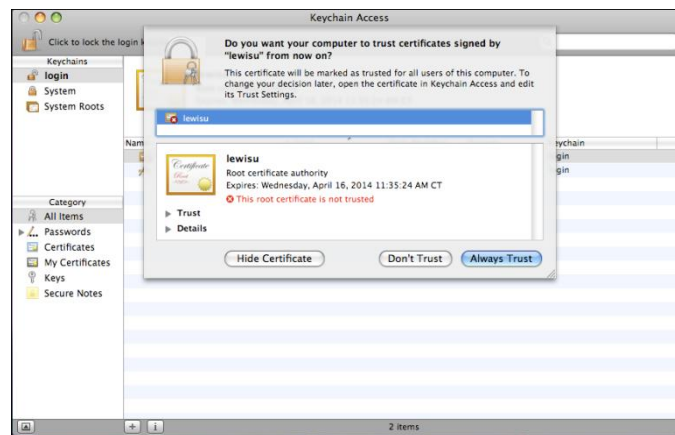 Keychain Access
Click to lock the login k
Keychains
login
System
System Roots
Category
All Items
Passwords
Certificates
My Certificates
Keys
Secure Notes
Do you want your computer to trust certificates signed by
"lewisu" from now on?
This certificate will be marked as trusted for all users of this computer. To
change your decision later, open the certificate in Keychain Access and edit
its Trust Settings.
lewisu
Certificate
Root
lewisu
Root certificate authority
Expires: Wednesday, April 16, 2014 11:35:24 AM CT
This root certificate is not trusted
Trust
Details
Hide Certificate
Don't Trust
Always Trust
Nam
eychain
gin
gin
2 items